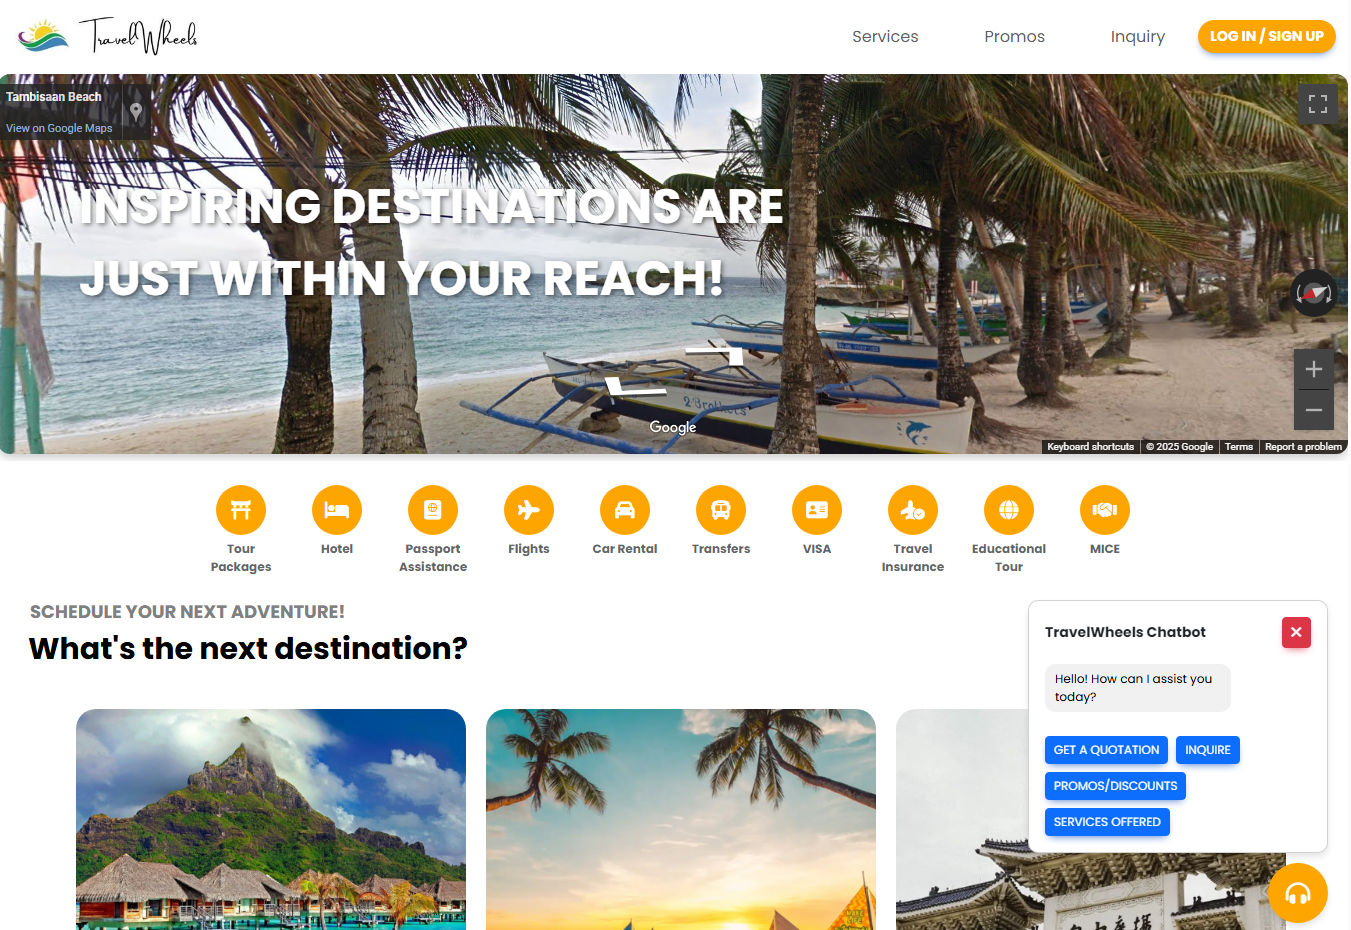 TravelWheels
Services
Promos
Inquiry
LOG IN / SIGN UP
Tambisaan Beach
View on Google Maps
INSPIRING DESTINATIONS ARE
JUST WITHIN YOUR REACH!
2 Brothers
Google
Keyboard shortcuts
© 2025 Google
Terms
Report a problem
Tour
Packages
Hotel
Passport
Assistance
Flights
Car Rental
Transfers
VISA
Travel
Insurance
Educational
Tour
MICE
SCHEDULE YOUR NEXT ADVENTURE!
What's the next destination?
TravelWheels Chatbot
Hello! How can I assist you
today?
GET A QUOTATION
INQUIRE
PROMOS/DISCOUNTS
SERVICES OFFERED